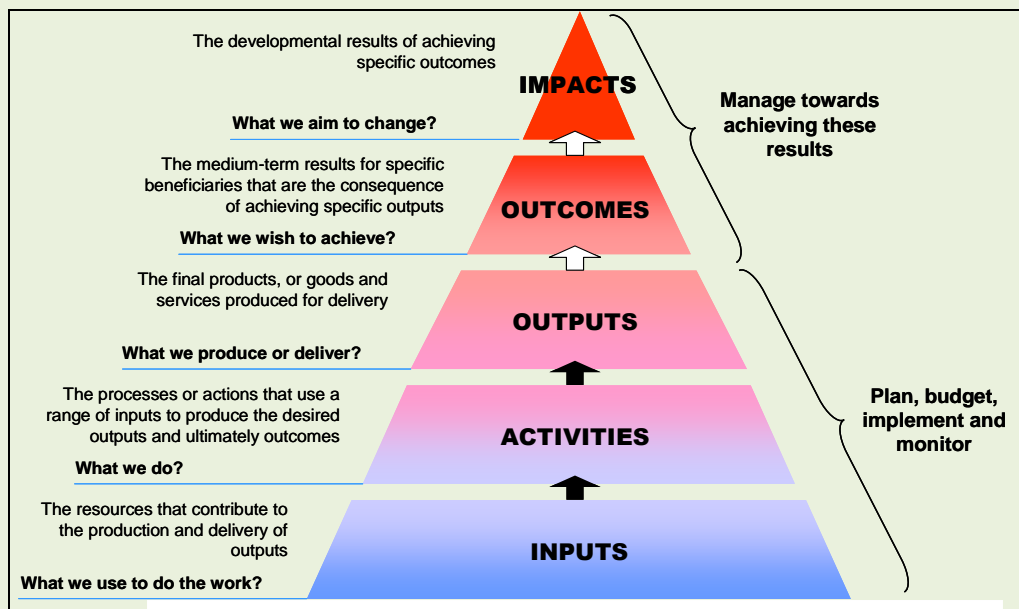 The developmental results of achieving
specific outcomes
IMPACTS
What we aim to change?
Manage towards
achieving these
results
The medium-term results for specific
beneficiaries that are the consequence
of achieving specific outputs
OUTCOMES
What we wish to achieve?
The final products, or goods and
services produced for delivery
OUTPUTS
What we produce or deliver?
The processes or actions that use a
range of inputs to produce the desired
outputs and ultimately outcomes
ACTIVITIES
What we do?
Plan, budget,
implement and
monitor
The resources that contribute to
the production and delivery of
outputs
INPUTS
What we use to do the work?